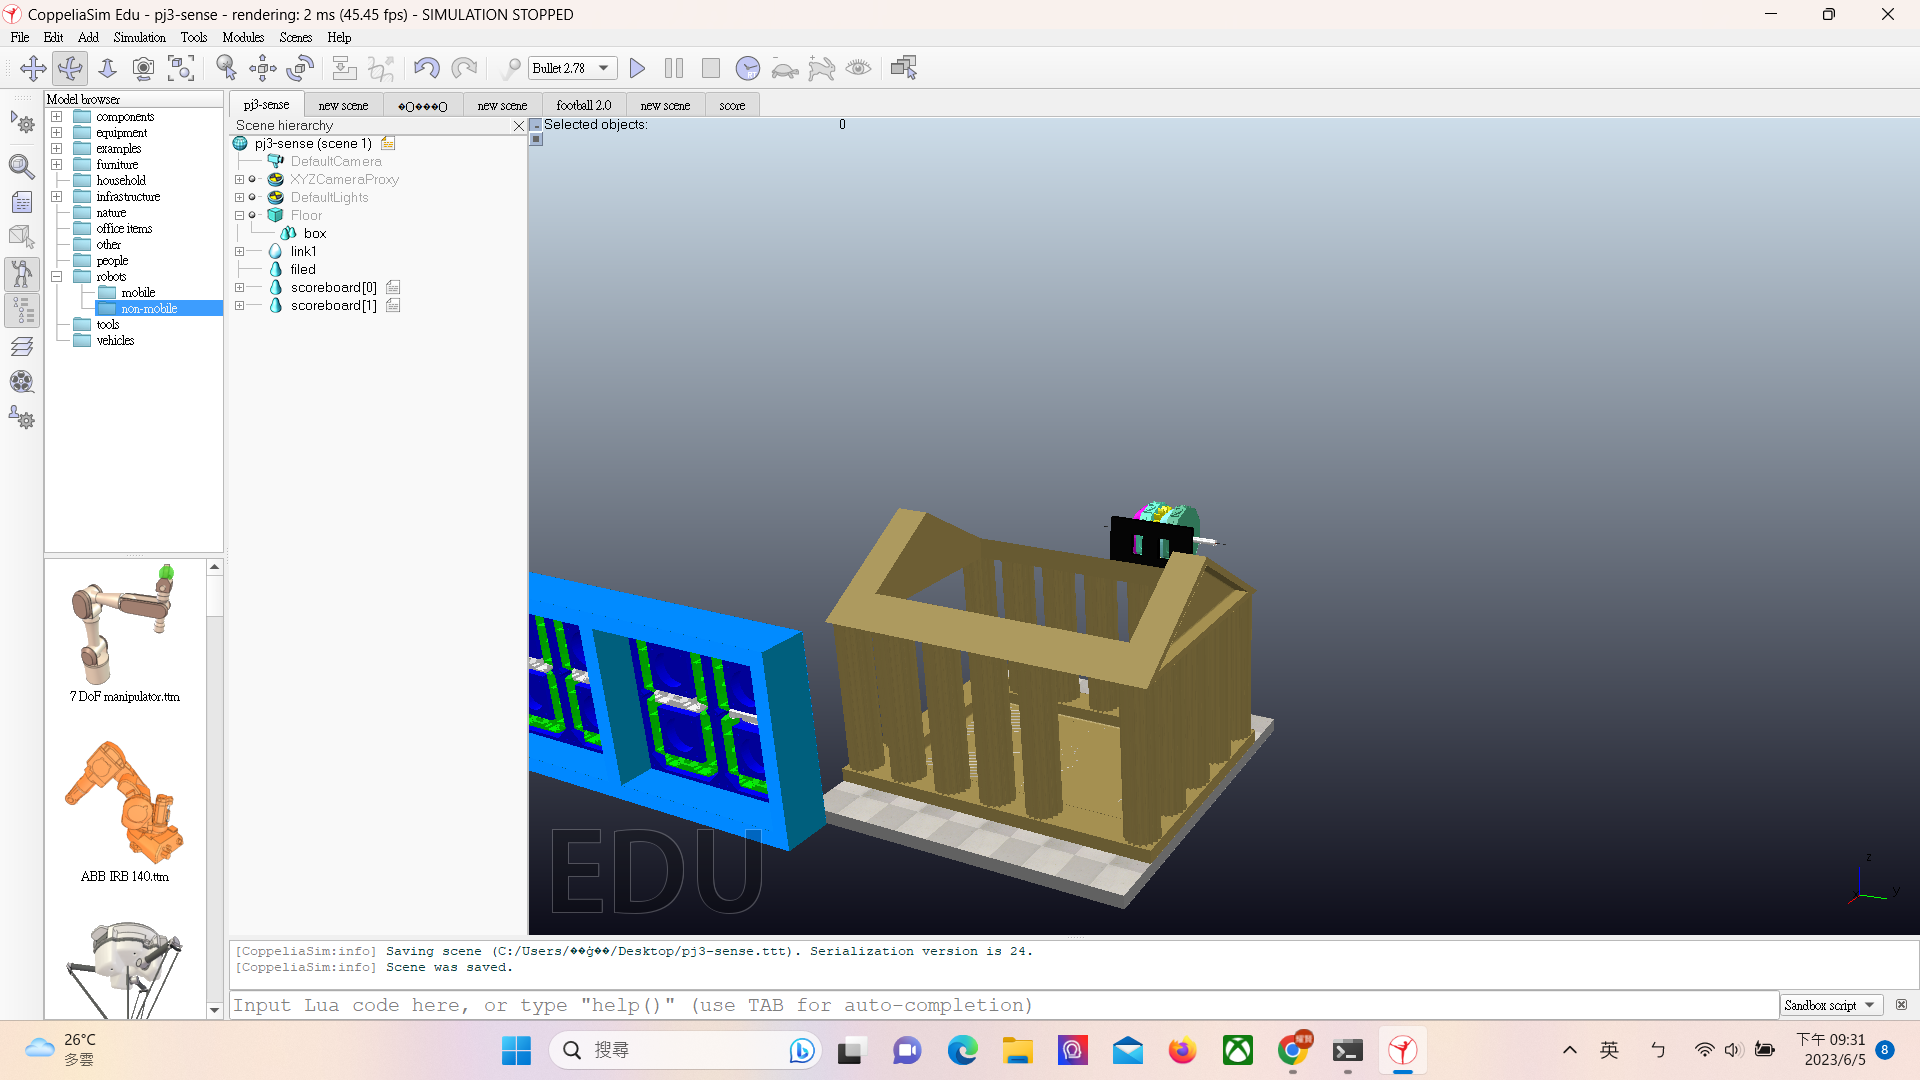 CoppeliaSim Edu - pj3-sense - rendering: 2 ms (45.45 fps) - SIMULATION STOPPED
File Edit Add Simulation Tools Modules Scenes Help
Bullet 2.78
RT
Model browser
components
equipment
examples
furniture
household
infrastructure
nature
office items
other
people
robots
mobile
non-mobile
tools
vehicles
7 DoF manipulator.ttm
ABB IRB 140.ttm
pj3-sense new scene �()���() new scene football 2.0 new scene score
Scene hierarchy
pj3-sense (scene 1)
DefaultCamera
XYZCameraProxy
DefaultLights
Floor
box
link1
filed
scoreboard[0]
scoreboard[1]
Selected objects: 0
EDU
z
x y
[CoppeliaSim:info] Saving scene (C:/Users/��ģ��/Desktop/pj3-sense.ttt). Serialization version is 24.
[CoppeliaSim:info] Scene was saved.
Input Lua code here, or type "help()" (use TAB for auto-completion)
Sandbox script
26°C
多雲
搜尋
英
ㄅ
下午 09:31
2023/6/5
8